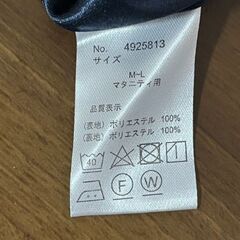 No. 4925813
サイズ
M~L
マタニティ用
品質表示
(表地) ポリエステル 100%
(裏地) ポリエステル 100%
40
F W